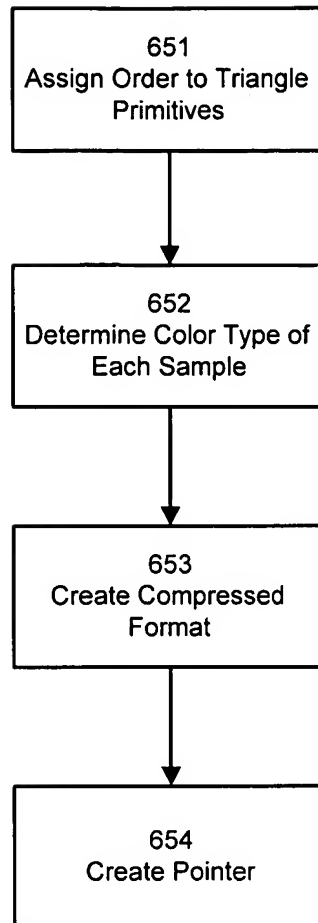 651
Assign Order to Triangle
Primitives
652
Determine Color Type of
Each Sample
653
Create Compressed
Format
654
Create Pointer